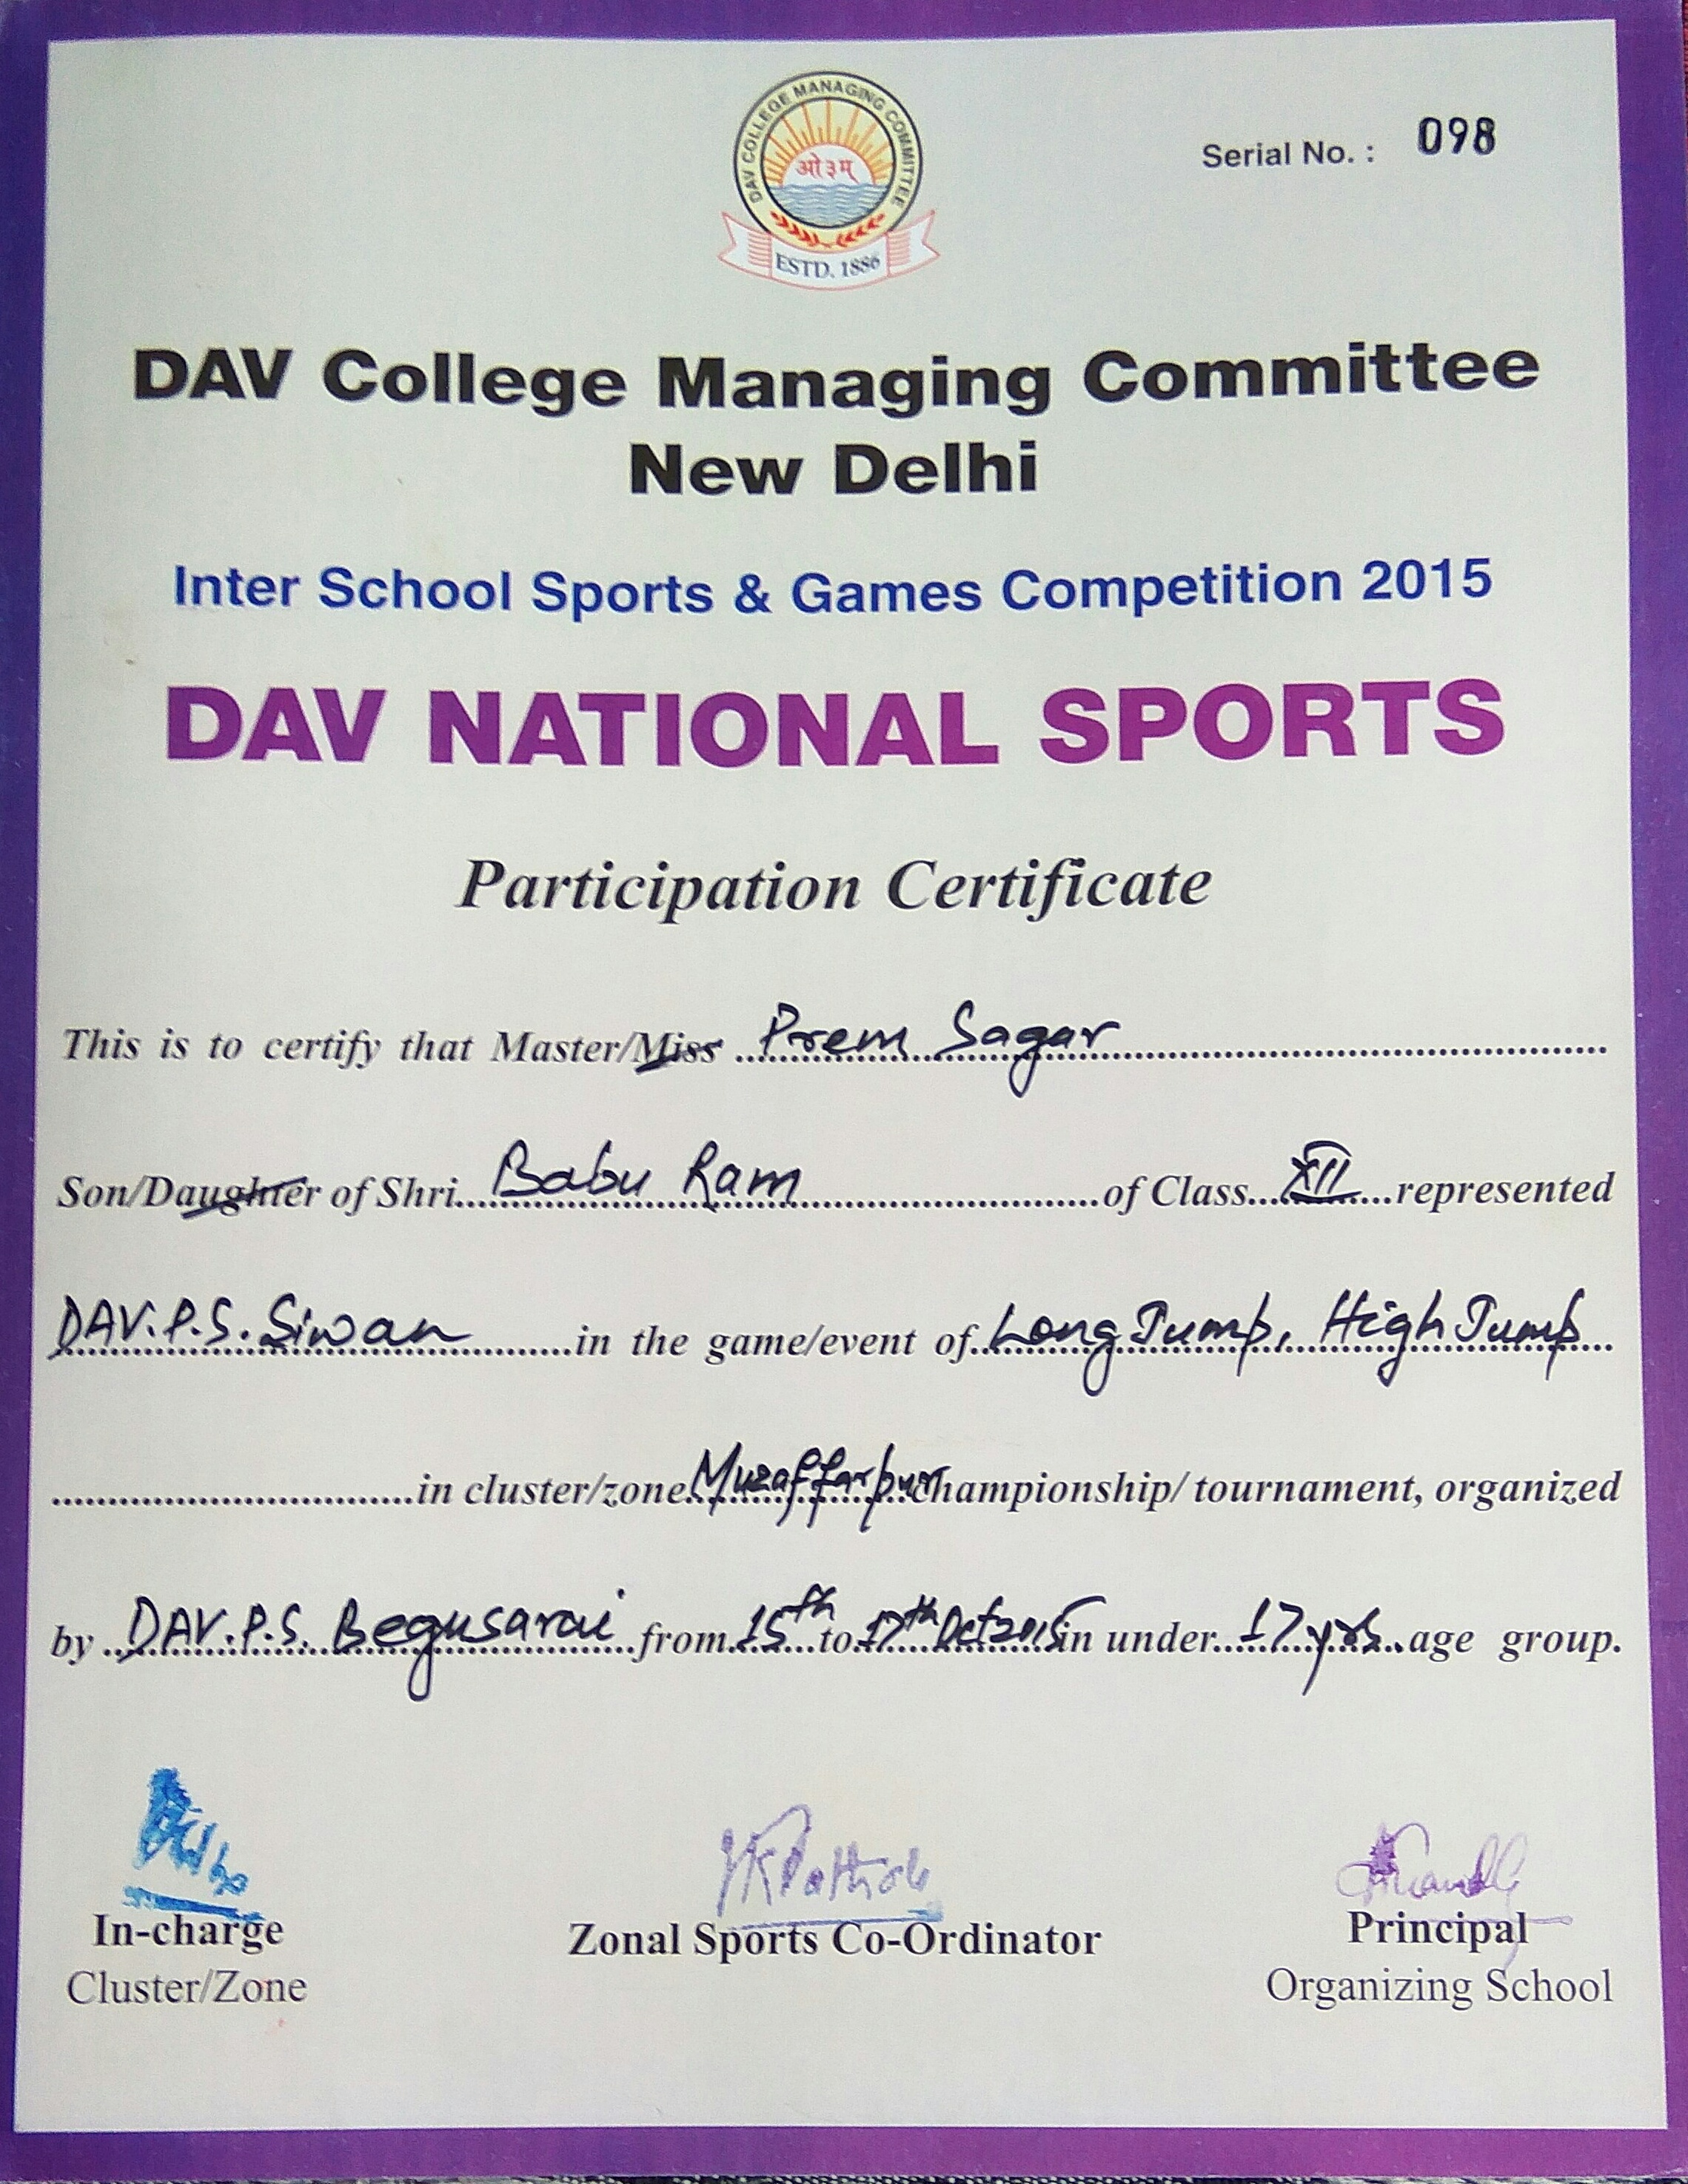 DAV COLLEGE MANAGING COMMITTEE
ओ३म्
ESTD. 1886
Serial No. : 098
DAV College Managing Committee
New Delhi
Inter School Sports & Games Competition 2015
DAV NATIONAL SPORTS
Participation Certificate
This is to certify that Master/Miss Prem Sagar
Son/Daughter of Shri Babu Ram of Class XII represented
DAV.P.S. Siwan in the game/event of Long Jump, High Jump
in cluster/zone Muzaffarpur championship/ tournament, organized
by DAV.P.S. Begusarai from 15th to 17th Oct 2015 in under 17 yrs. age group.
In-charge
Cluster/Zone
Zonal Sports Co-Ordinator
Principal
Organizing School